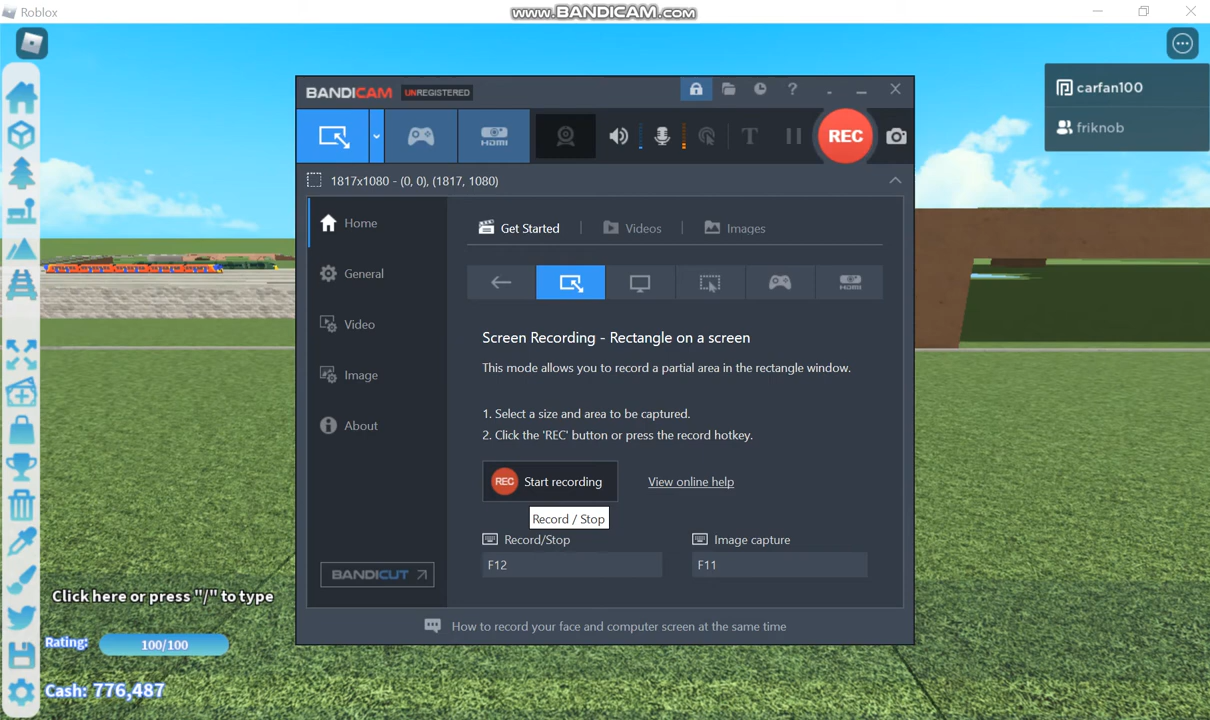 Roblox
www.BANDICAM.com
carfan100
friknob
BANDICAM UNREGISTERED
?
HDMI
T
REC
1817x1080 - (0, 0), (1817, 1080)
Home
General
Video
Image
About
BANDICUT
Get Started
Videos
Images
HDMI
Screen Recording - Rectangle on a screen
This mode allows you to record a partial area in the rectangle window.
1. Select a size and area to be captured.
2. Click the 'REC' button or press the record hotkey.
REC Start recording
View online help
Record / Stop
Record/Stop
Image capture
F12
F11
How to record your face and computer screen at the same time
Click here or press "/" to type
Rating: 100/100
Cash: 776,487